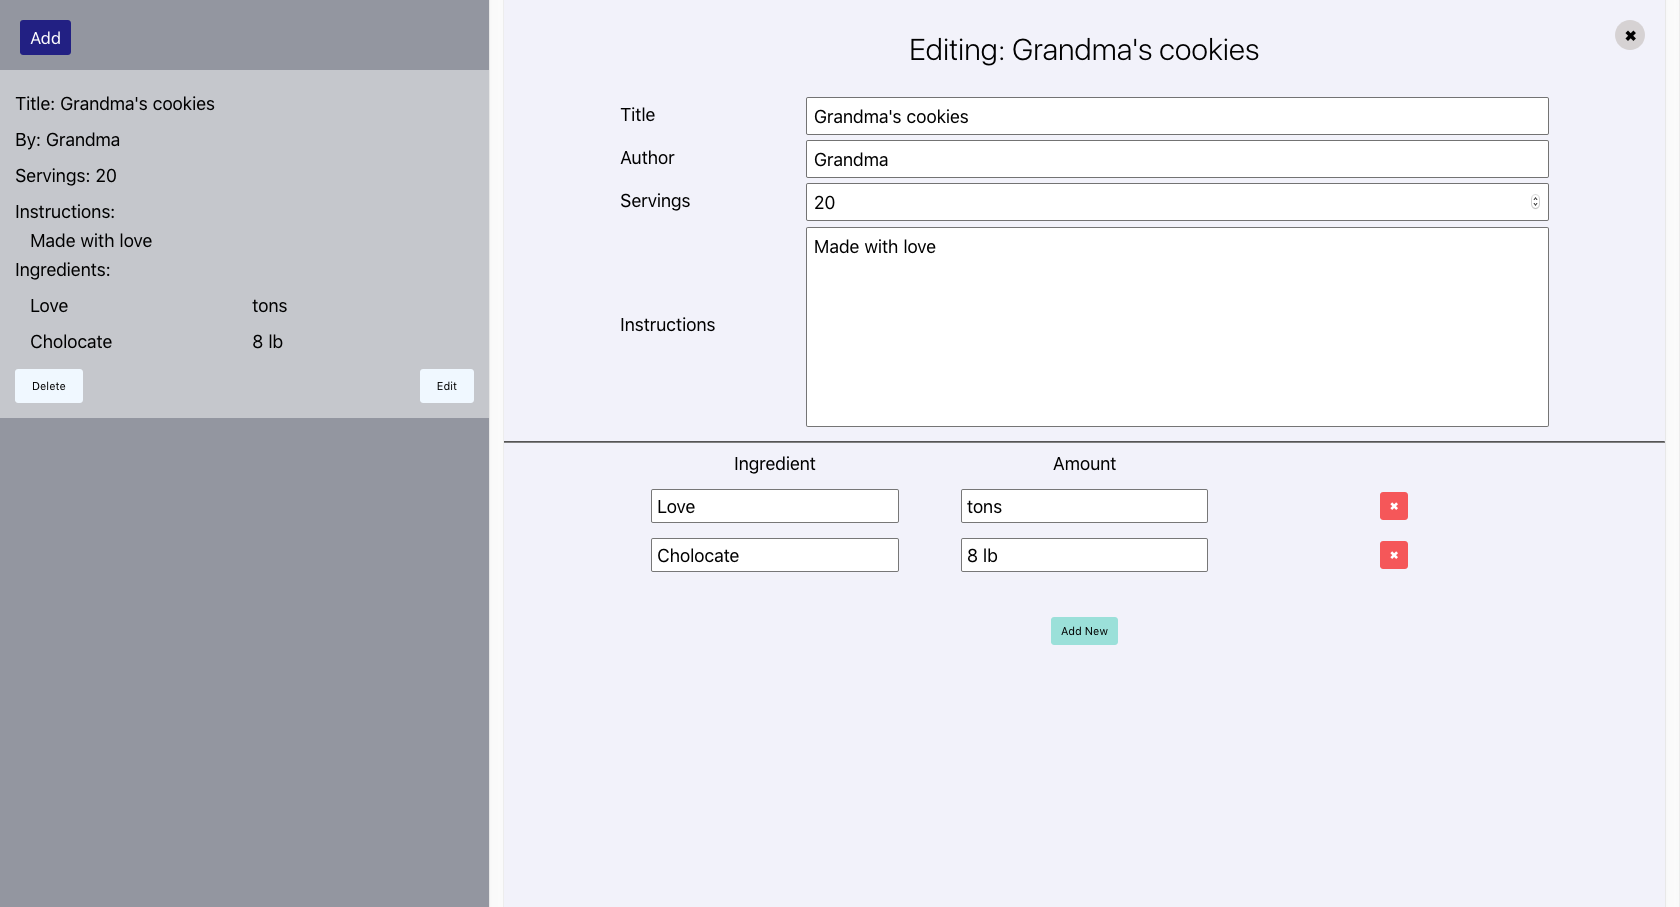 Add
Title: Grandma's cookies
By: Grandma
Servings: 20
Instructions:
Made with love
Ingredients:
Love tons
Cholocate 8 lb
Delete Edit
Editing: Grandma's cookies
Title Grandma's cookies
Author Grandma
Servings 20
Instructions Made with love
Ingredient Amount
Love tons
Cholocate 8 lb
Add New